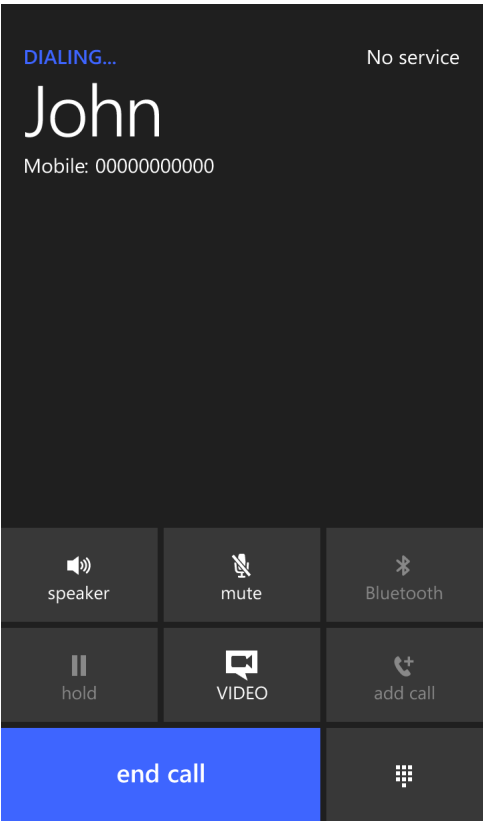 DIALING... No service
John
Mobile: 00000000000
speaker mute Bluetooth
hold VIDEO add call
end call